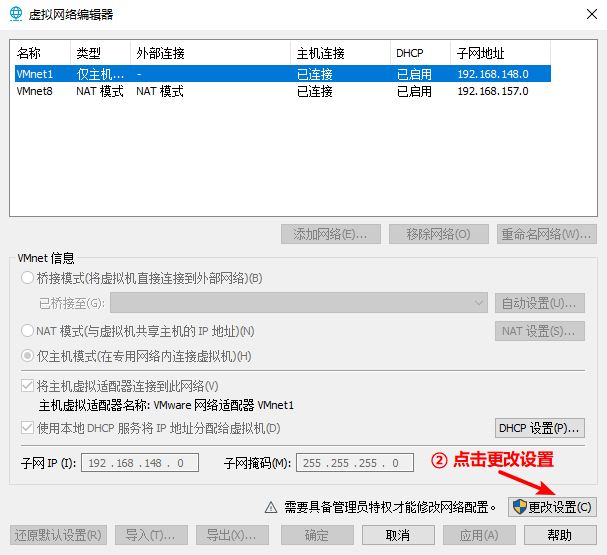 虚拟网络编辑器
名称 类型 外部连接 主机连接 DHCP 子网地址
VMnet1 仅主机... - 已连接 已启用 192.168.148.0
VMnet8 NAT 模式 NAT 模式 已连接 已启用 192.168.157.0
添加网络(E)... 移除网络(O) 重命名网络(W)...
VMnet 信息
桥接模式(将虚拟机直接连接到外部网络)(B)
已桥接至(G): 自动设置(U)...
NAT 模式(与虚拟机共享主机的 IP 地址)(N) NAT 设置(S)...
仅主机模式(在专用网络内连接虚拟机)(H)
将主机虚拟适配器连接到此网络(V)
主机虚拟适配器名称: VMware 网络适配器 VMnet1
使用本地 DHCP 服务将 IP 地址分配给虚拟机(D) DHCP 设置(P)...
子网 IP (I): 192 .168 .148 . 0 子网掩码(M): 255 .255 .255 . 0
② 点击更改设置
需要具备管理员特权才能修改网络配置。 更改设置(C)
还原默认设置(R) 导入(T)... 导出(X)... 确定 取消 应用(A) 帮助